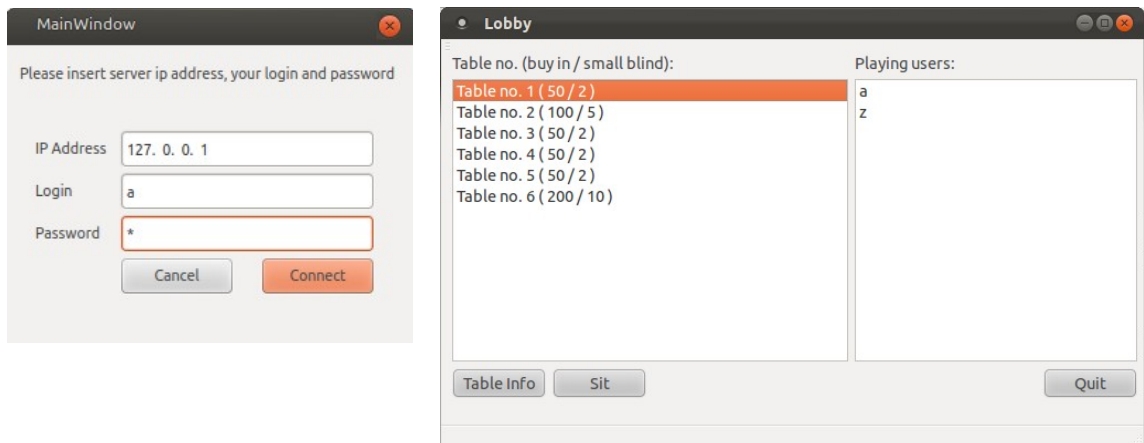 MainWindow
Please insert server ip address, your login and password
IP Address 127. 0. 0. 1
Login a
Password *
Cancel Connect
Lobby
Table no. (buy in / small blind):
Table no. 1 ( 50 / 2 )
Table no. 2 ( 100 / 5 )
Table no. 3 ( 50 / 2 )
Table no. 4 ( 50 / 2 )
Table no. 5 ( 50 / 2 )
Table no. 6 ( 200 / 10 )
Playing users:
a
z
Table Info Sit Quit